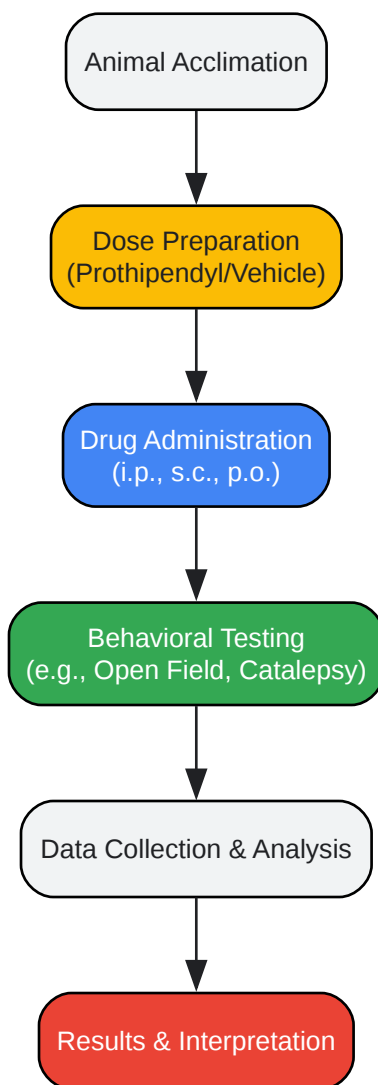 Animal Acclimation
Dose Preparation
(Prothipendyl/Vehicle)
Drug Administration
(i.p., s.c., p.o.)
Behavioral Testing
(e.g., Open Field, Catalepsy)
Data Collection & Analysis
Results & Interpretation